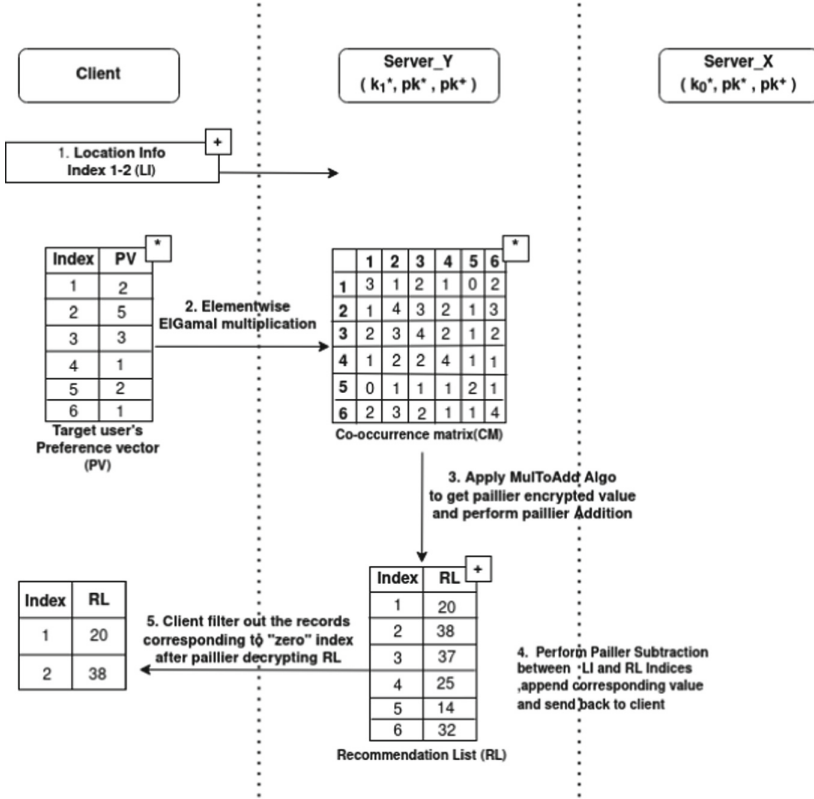 Client
Server_Y
( k₁*, pk* , pk⁺ )
Server_X
( k₀*, pk* , pk⁺ )
+
1. Location Info
Index 1-2 (LI)
*
Index PV
1 2
2 5
3 3
4 1
5 2
6 1
Target user's
Preference vector
(PV)
2. Elementwise
ElGamal multiplication
*
1 2 3 4 5 6
1 3 1 2 1 0 2
2 1 4 3 2 1 3
3 2 3 4 2 1 2
4 1 2 2 4 1 1
5 0 1 1 1 2 1
6 2 3 2 1 1 4
Co-occurrence matrix(CM)
3. Apply MulToAdd Algo
to get paillier encrypted value
and perform paillier Addition
+
Index RL
1 20
2 38
3 37
4 25
5 14
6 32
Recommendation List (RL)
4. Perform Pailler Subtraction
between LI and RL Indices
,append corresponding value
and send back to client
5. Client filter out the records
corresponding to "zero" index
after paillier decrypting RL
Index RL
1 20
2 38